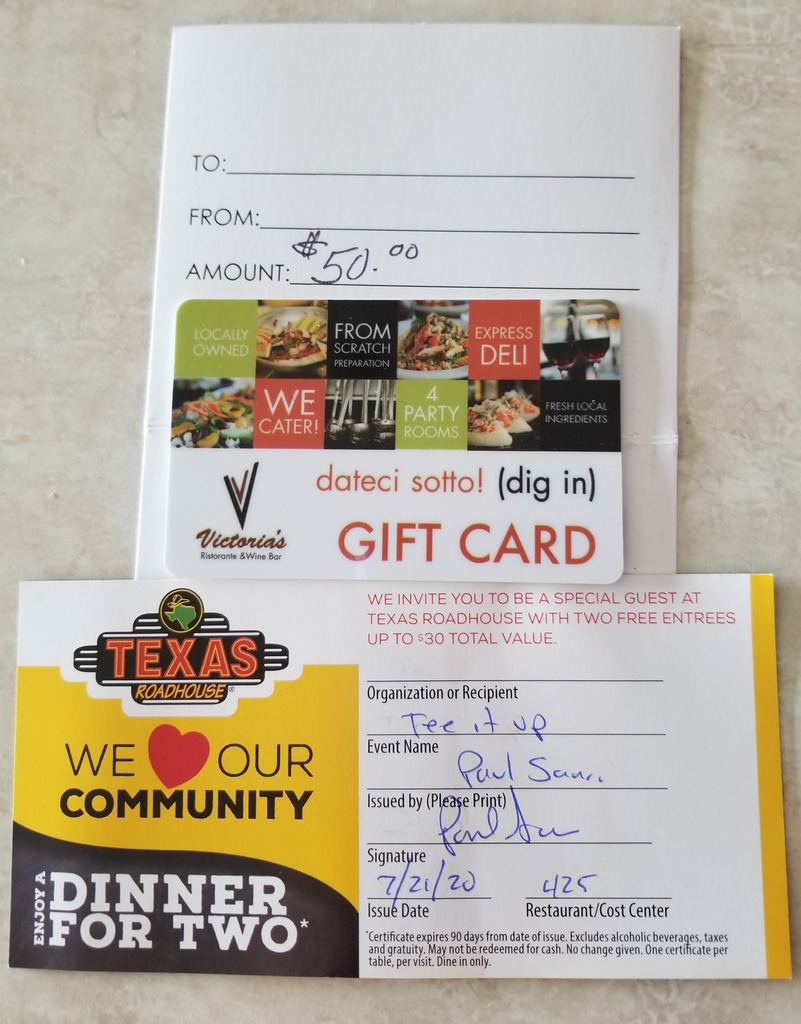 TO:
FROM:
AMOUNT: $50.00
LOCALLY OWNED
FROM SCRATCH PREPARATION
EXPRESS DELI
WE CATER!
4 PARTY ROOMS
FRESH LOCAL INGREDIENTS
dateci sotto! (dig in)
GIFT CARD
Victoria's
Ristorante & Wine Bar
TEXAS
ROADHOUSE®
WE OUR
COMMUNITY
ENJOY A
DINNER
FOR TWO*
WE INVITE YOU TO BE A SPECIAL GUEST AT
TEXAS ROADHOUSE WITH TWO FREE ENTREES
UP TO $30 TOTAL VALUE.
Organization or Recipient
Tee it up
Event Name
Paul
Issued by (Please Print)
Paul
Signature
7/21/20 425
Issue Date Restaurant/Cost Center
*Certificate expires 90 days from date of issue. Excludes alcoholic beverages, taxes
and gratuity. May not be redeemed for cash. No change given. One certificate per
table, per visit. Dine in only.